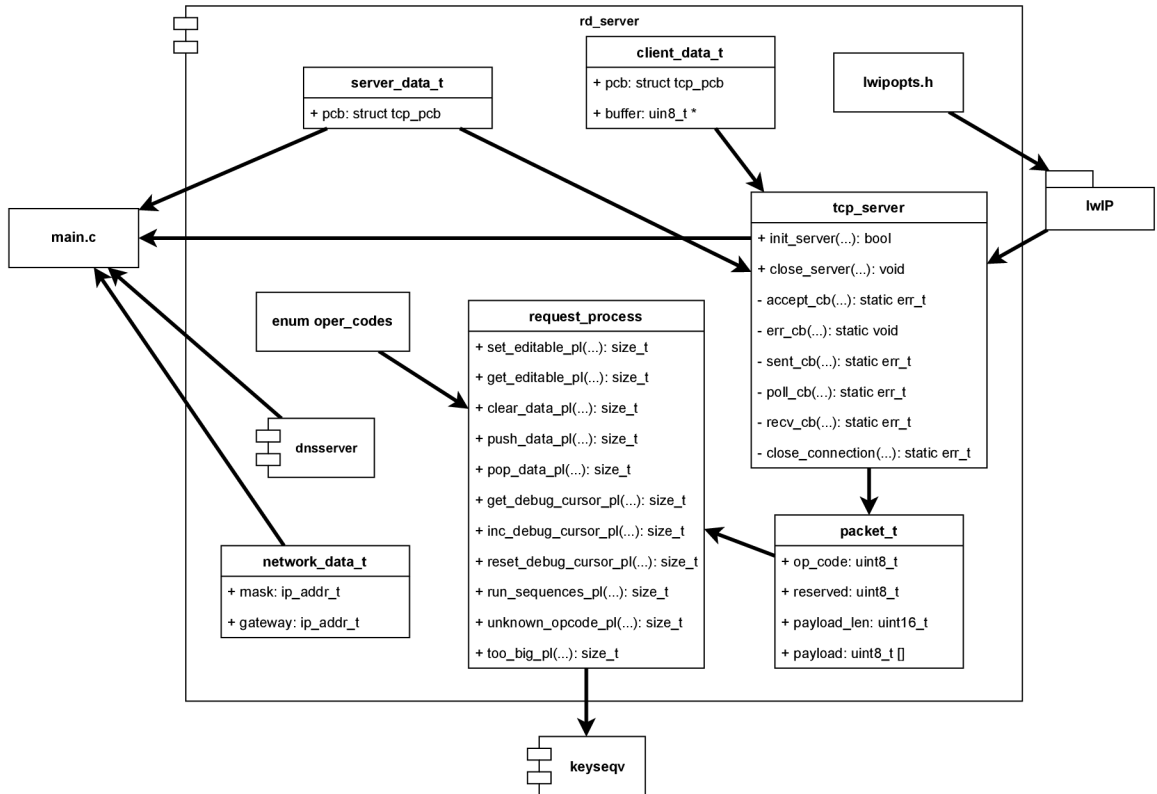 rd_server
client_data_t
+ pcb: struct tcp_pcb
+ buffer: uin8_t *
server_data_t
+ pcb: struct tcp_pcb
lwipopts.h
lwIP
main.c
tcp_server
+ init_server(...): bool
+ close_server(...): void
- accept_cb(...): static err_t
- err_cb(...): static void
- sent_cb(...): static err_t
- poll_cb(...): static err_t
- recv_cb(...): static err_t
- close_connection(...): static err_t
enum oper_codes
request_process
+ set_editable_pl(...): size_t
+ get_editable_pl(...): size_t
+ clear_data_pl(...): size_t
+ push_data_pl(...): size_t
+ pop_data_pl(...): size_t
+ get_debug_cursor_pl(...): size_t
+ inc_debug_cursor_pl(...): size_t
+ reset_debug_cursor_pl(...): size_t
+ run_sequences_pl(...): size_t
+ unknown_opcode_pl(...): size_t
+ too_big_pl(...): size_t
dnsserver
network_data_t
+ mask: ip_addr_t
+ gateway: ip_addr_t
packet_t
+ op_code: uint8_t
+ reserved: uint8_t
+ payload_len: uint16_t
+ payload: uint8_t []
keyseqv